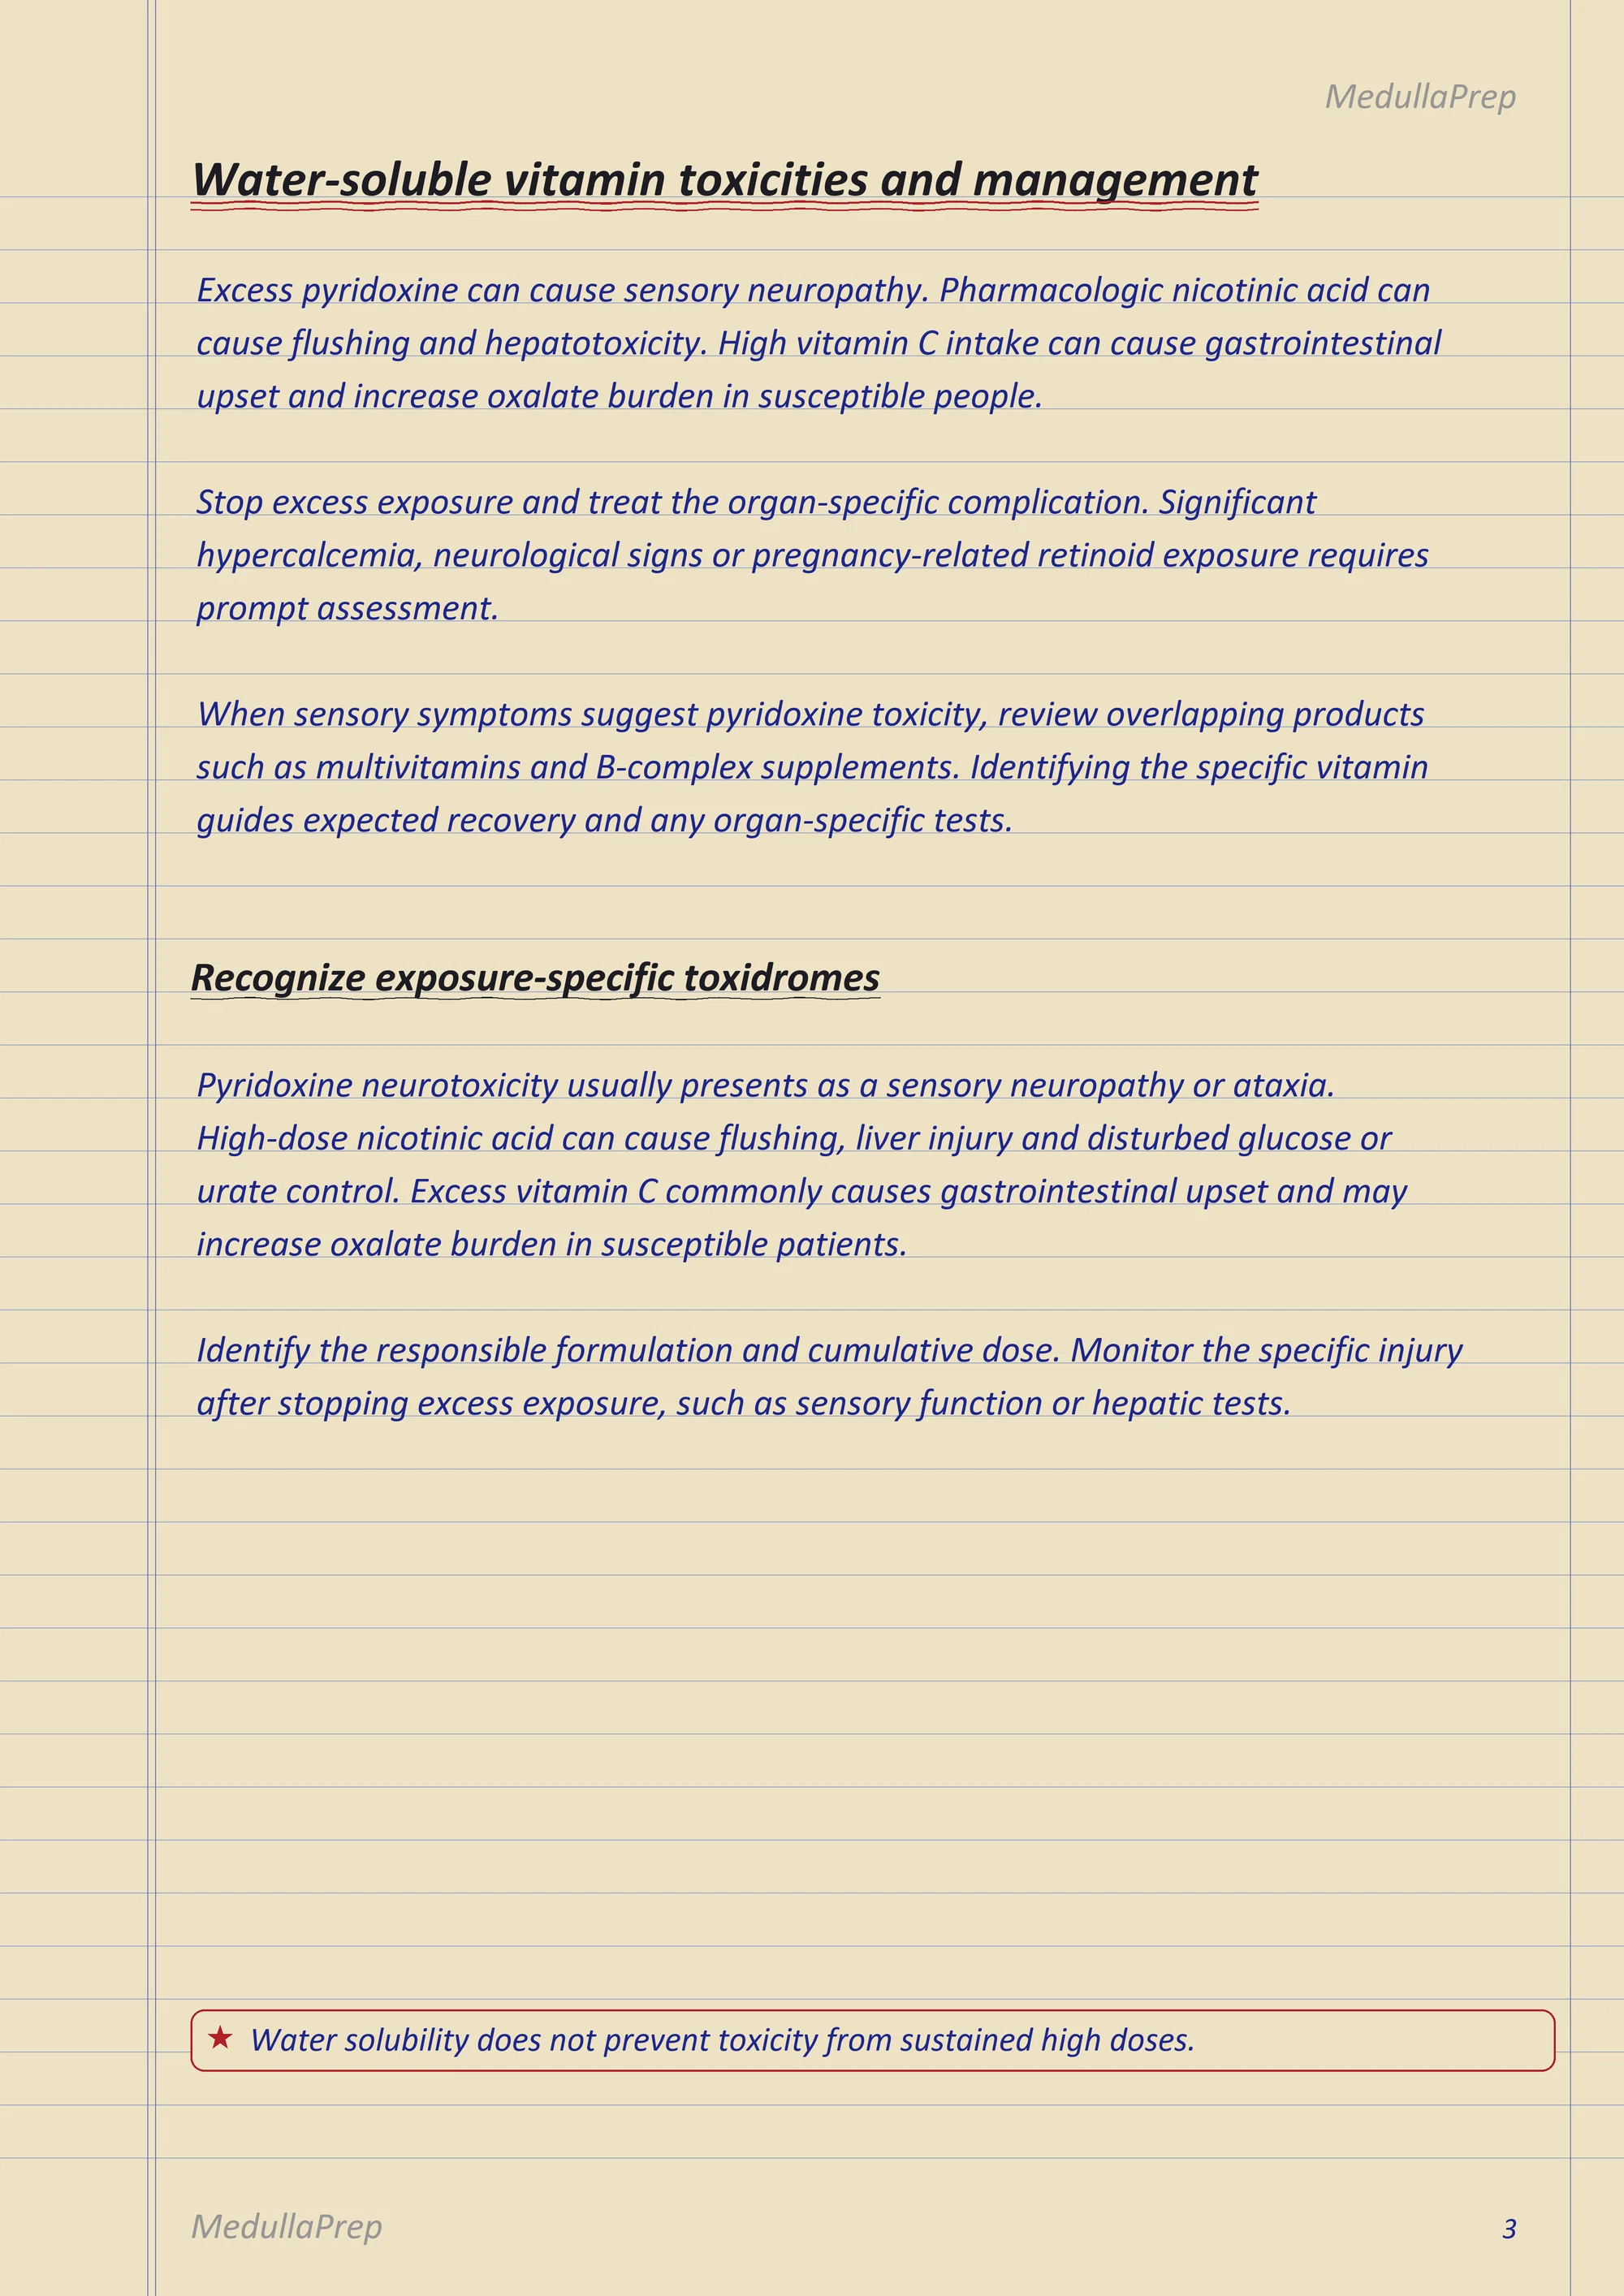 MedullaPrep
Water-soluble vitamin toxicities and management
Excess pyridoxine can cause sensory neuropathy. Pharmacologic nicotinic acid can
cause flushing and hepatotoxicity. High vitamin C intake can cause gastrointestinal
upset and increase oxalate burden in susceptible people.
Stop excess exposure and treat the organ-specific complication. Significant
hypercalcemia, neurological signs or pregnancy-related retinoid exposure requires
prompt assessment.
When sensory symptoms suggest pyridoxine toxicity, review overlapping products
such as multivitamins and B-complex supplements. Identifying the specific vitamin
guides expected recovery and any organ-specific tests.
Recognize exposure-specific toxidromes
Pyridoxine neurotoxicity usually presents as a sensory neuropathy or ataxia.
High-dose nicotinic acid can cause flushing, liver injury and disturbed glucose or
urate control. Excess vitamin C commonly causes gastrointestinal upset and may
increase oxalate burden in susceptible patients.
Identify the responsible formulation and cumulative dose. Monitor the specific injury
after stopping excess exposure, such as sensory function or hepatic tests.
★ Water solubility does not prevent toxicity from sustained high doses.
MedullaPrep
3